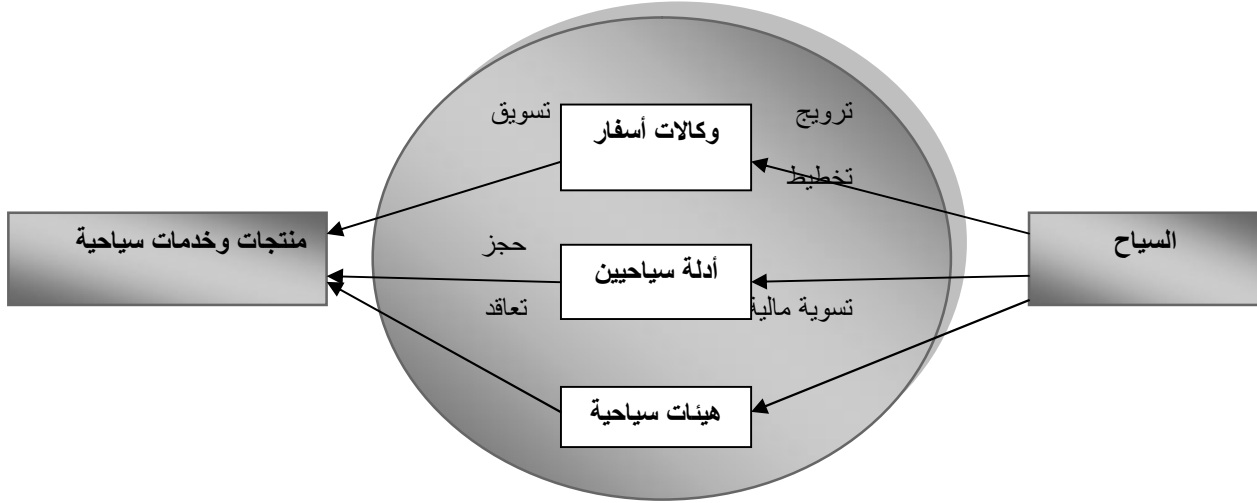 ترويج
وكالات أسفار
تسويق
تخطيط
السياح
منتجات وخدمات سياحية
أدلة سياحيين
حجز
تسوية مالية
تعاقد
هيئات سياحية